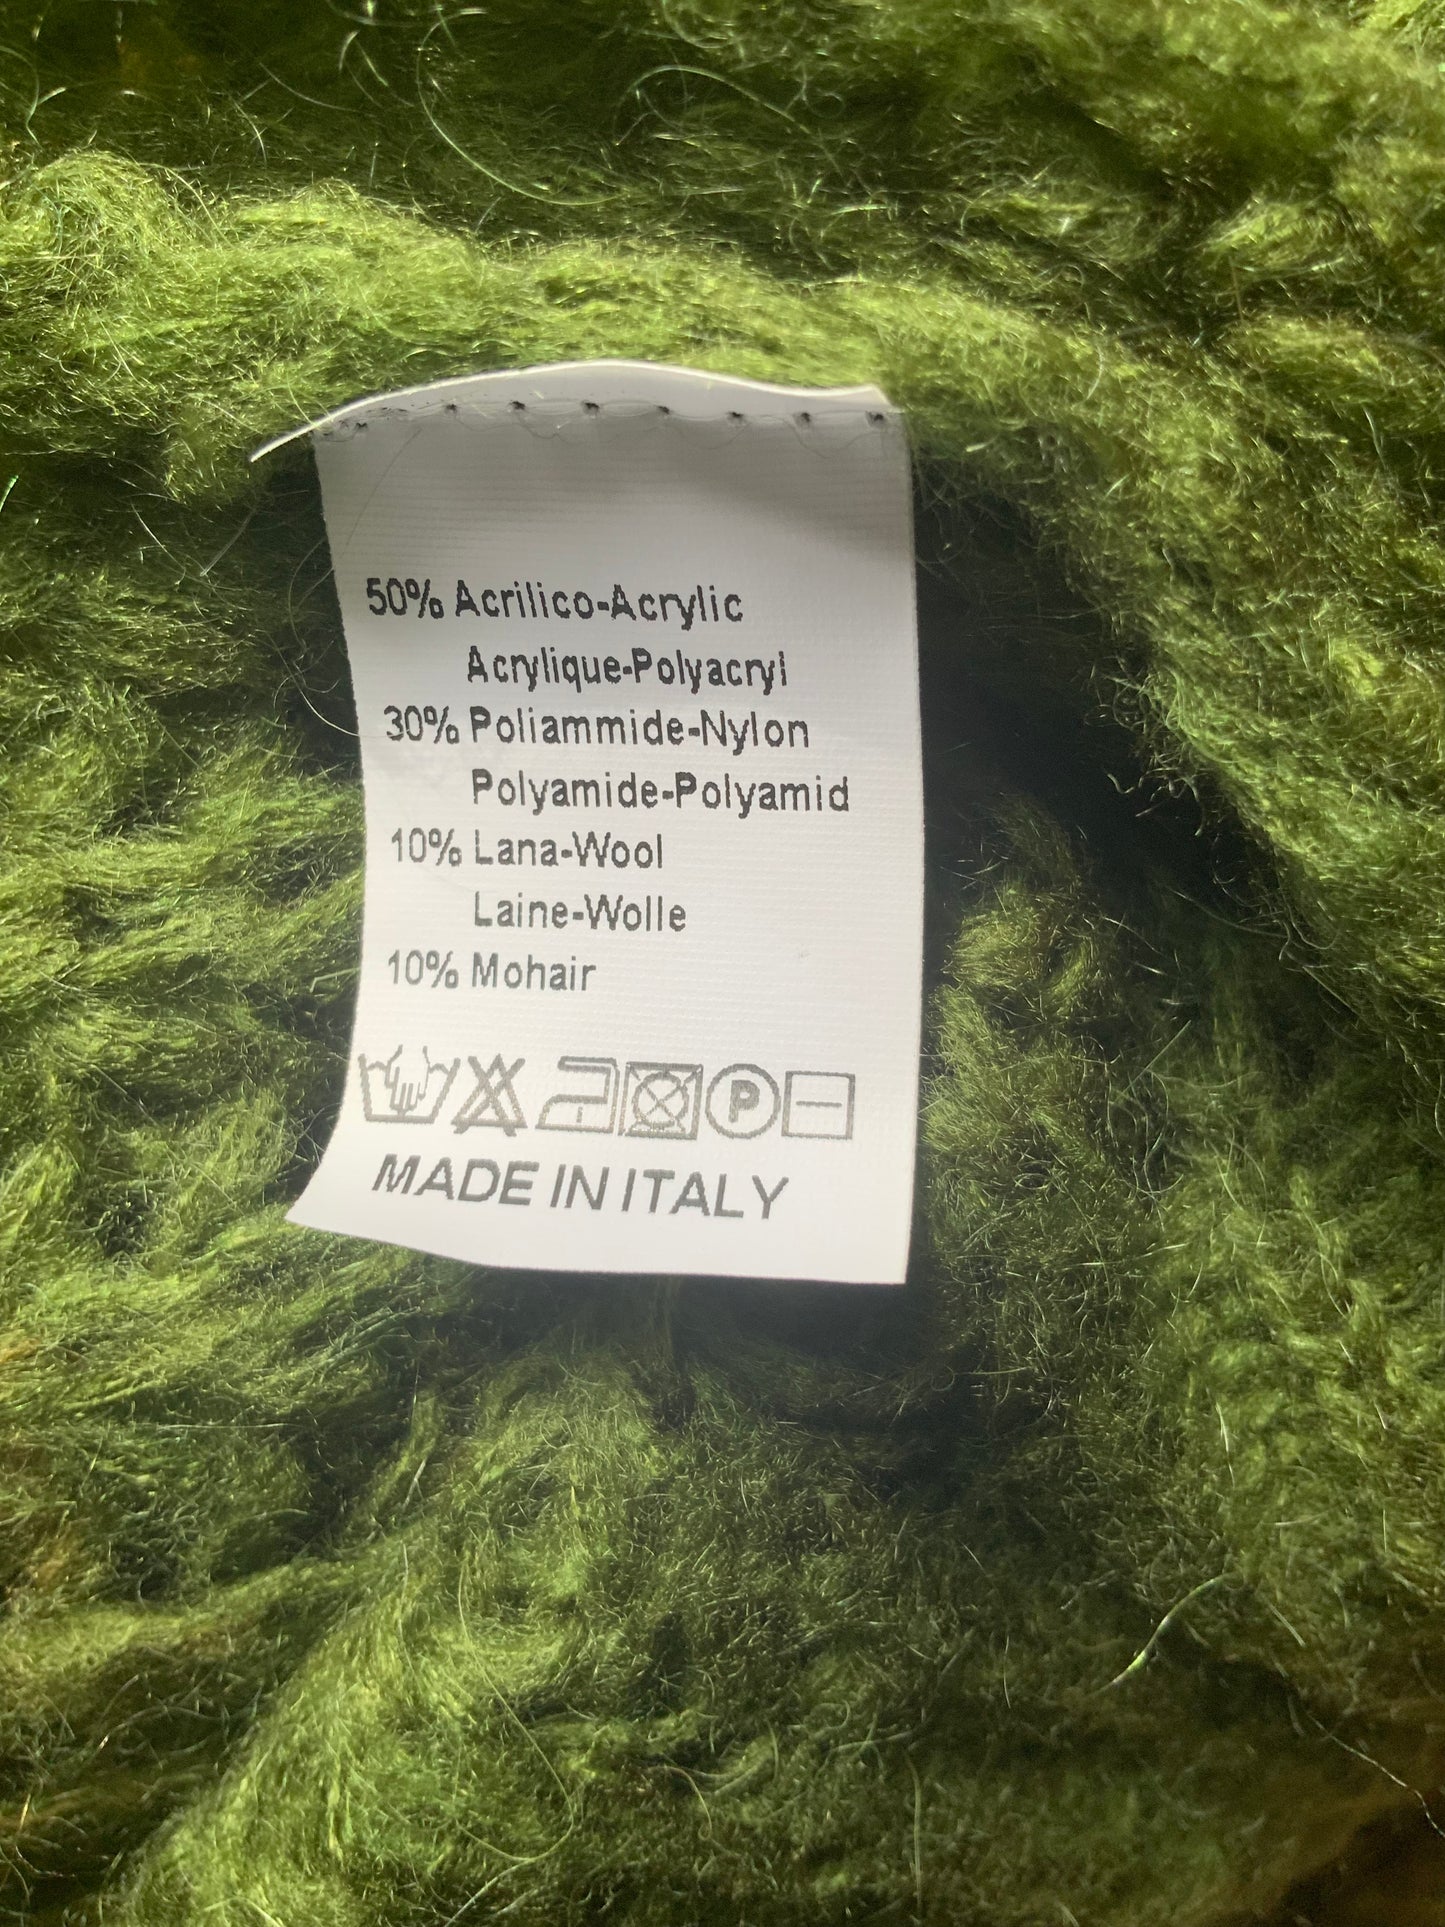 50% Acrilico-Acrylic
Acrylique-Polyacryl
30% Poliammide-Nylon
Polyamide-Polyamid
10% Lana-Wool
Laine-Wolle
10% Mohair
P
MADE IN ITALY